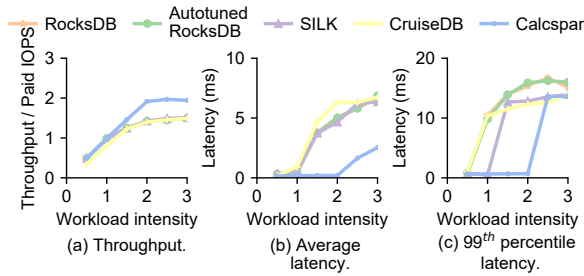 RocksDB
Autotuned
RocksDB
SILK
CruiseDB
Calcspar
Throughput / Paid IOPS
3
2
1
0
0 1 2 3
Workload intensity
(a) Throughput.
Latency (ms)
10
5
0
0 1 2 3
Workload intensity
(b) Average
latency.
Latency (ms)
20
10
0
0 1 2 3
Workload intensity
(c) 99th percentile
latency.